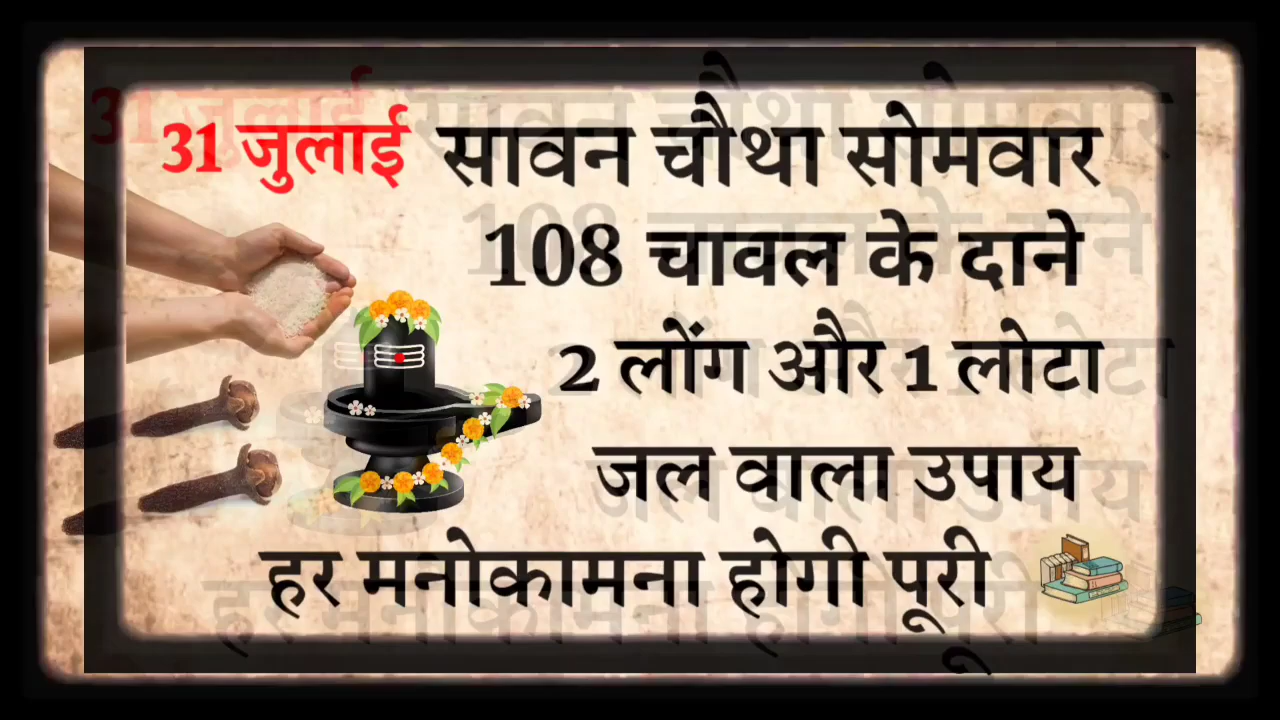 31 जुलाई सावन चौथा सोमवार
108 चावल के दाने
2 लोंग और 1 लोटा
जल वाला उपाय
हर मनोकामना होगी पूरी